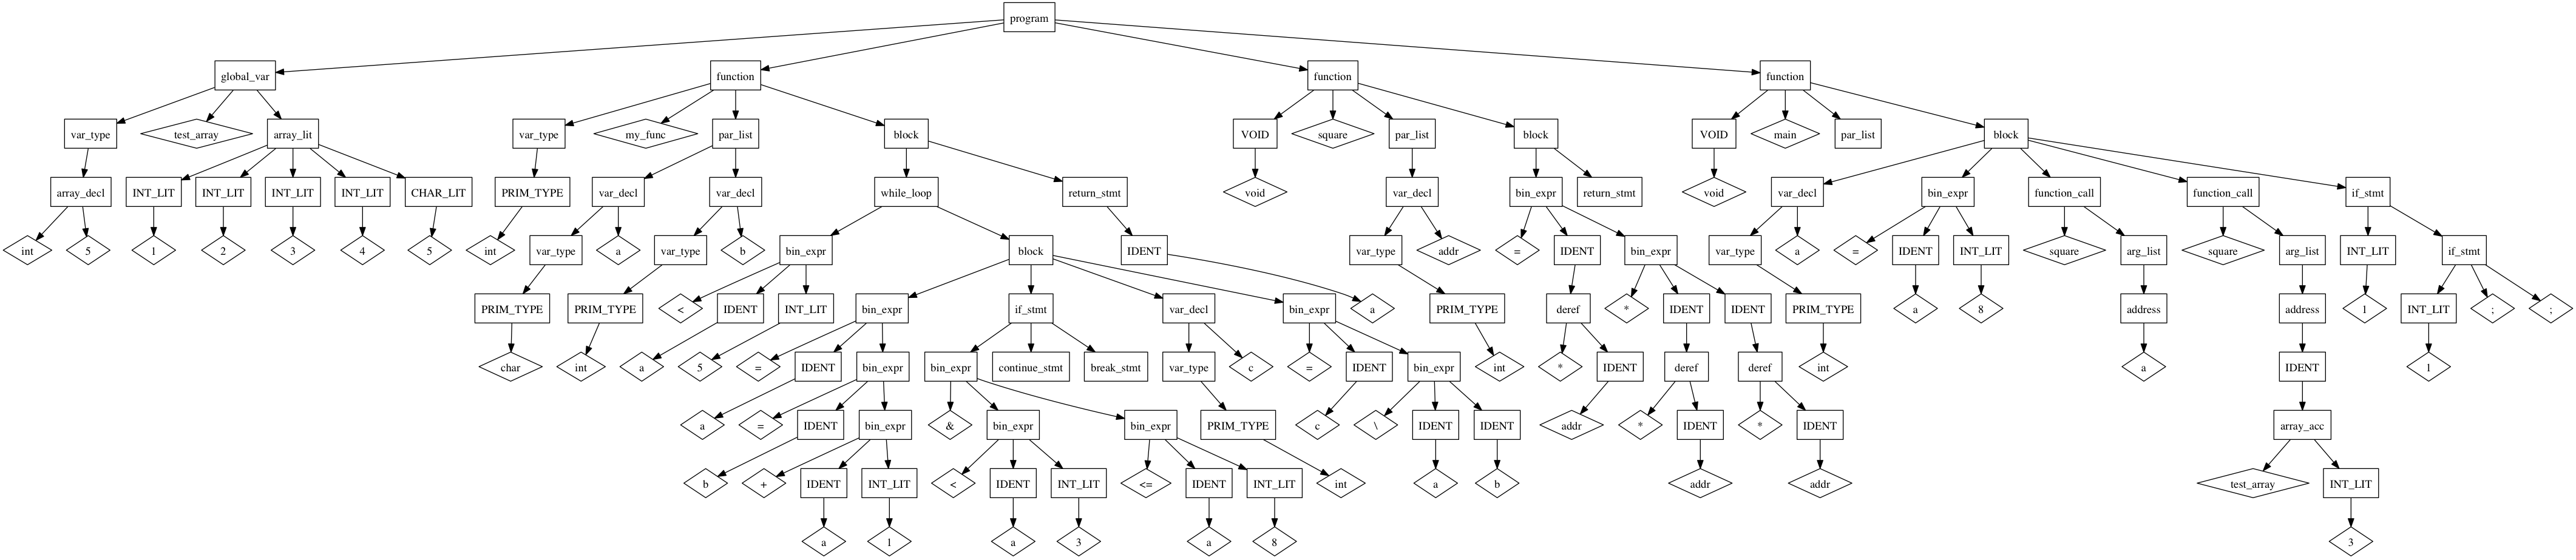 program
global_var function function function
var_type test_array array_lit var_type my_func par_list block VOID square par_list block VOID main par_list block
array_decl INT_LIT INT_LIT INT_LIT INT_LIT CHAR_LIT PRIM_TYPE var_decl var_decl while_loop return_stmt void var_decl bin_expr return_stmt void var_decl bin_expr function_call function_call if_stmt
int 5 1 2 3 4 5 int var_type a var_type b bin_expr block IDENT var_type addr = IDENT bin_expr var_type a = IDENT INT_LIT square arg_list square arg_list INT_LIT if_stmt
PRIM_TYPE PRIM_TYPE < IDENT INT_LIT bin_expr if_stmt var_decl bin_expr a PRIM_TYPE deref * IDENT IDENT PRIM_TYPE a 8 address address 1 INT_LIT ; ;
char int a 5 = IDENT bin_expr bin_expr continue_stmt break_stmt var_type c = IDENT bin_expr int * IDENT deref deref int a IDENT 1
a = IDENT bin_expr & bin_expr bin_expr PRIM_TYPE c \ IDENT IDENT addr * IDENT * IDENT array_acc
b + IDENT INT_LIT < IDENT INT_LIT <= IDENT INT_LIT int a b addr addr test_array INT_LIT
a 1 a 3 a 8 3